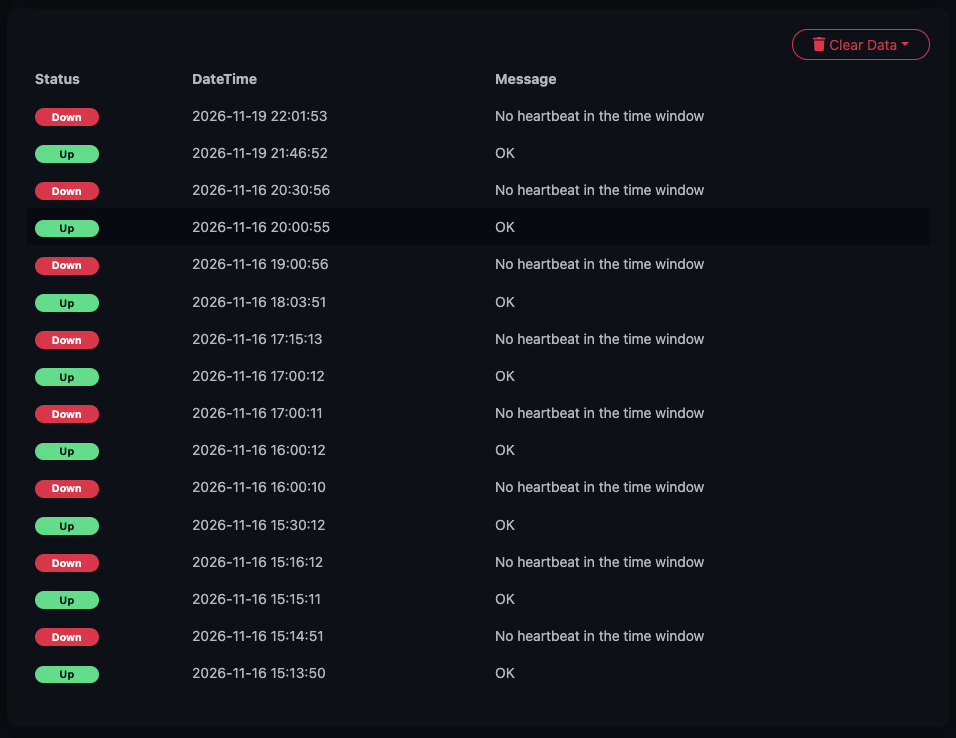 Clear Data
Status DateTime Message
Down 2026-11-19 22:01:53 No heartbeat in the time window
Up 2026-11-19 21:46:52 OK
Down 2026-11-16 20:30:56 No heartbeat in the time window
Up 2026-11-16 20:00:55 OK
Down 2026-11-16 19:00:56 No heartbeat in the time window
Up 2026-11-16 18:03:51 OK
Down 2026-11-16 17:15:13 No heartbeat in the time window
Up 2026-11-16 17:00:12 OK
Down 2026-11-16 17:00:11 No heartbeat in the time window
Up 2026-11-16 16:00:12 OK
Down 2026-11-16 16:00:10 No heartbeat in the time window
Up 2026-11-16 15:30:12 OK
Down 2026-11-16 15:16:12 No heartbeat in the time window
Up 2026-11-16 15:15:11 OK
Down 2026-11-16 15:14:51 No heartbeat in the time window
Up 2026-11-16 15:13:50 OK